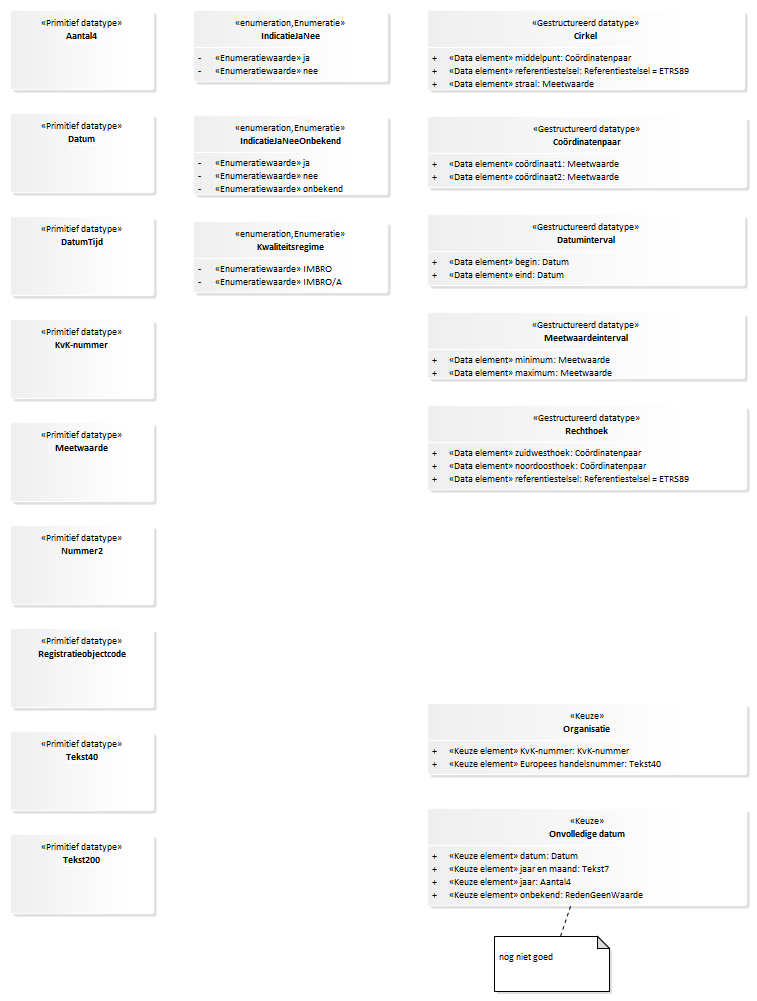 «Primitief datatype»
Aantal4
«Primitief datatype»
Datum
«Primitief datatype»
DatumTijd
«Primitief datatype»
KvK-nummer
«Primitief datatype»
Meetwaarde
«Primitief datatype»
Nummer2
«Primitief datatype»
Registratieobjectcode
«Primitief datatype»
Tekst40
«Primitief datatype»
Tekst200
«enumeration,Enumeratie»
IndicatieJaNee
- «Enumeratiewaarde» ja
- «Enumeratiewaarde» nee
«enumeration,Enumeratie»
IndicatieJaNeeOnbekend
- «Enumeratiewaarde» ja
- «Enumeratiewaarde» nee
- «Enumeratiewaarde» onbekend
«enumeration,Enumeratie»
Kwaliteitsregime
- «Enumeratiewaarde» IMBRO
- «Enumeratiewaarde» IMBRO/A
«Gestructureerd datatype»
Cirkel
+ «Data element» middelpunt: Coördinatenpaar
+ «Data element» referentiestelsel: Referentiestelsel = ETRS89
+ «Data element» straal: Meetwaarde
«Gestructureerd datatype»
Coördinatenpaar
+ «Data element» coördinaat1: Meetwaarde
+ «Data element» coördinaat2: Meetwaarde
«Gestructureerd datatype»
Datuminterval
+ «Data element» begin: Datum
+ «Data element» eind: Datum
«Gestructureerd datatype»
Meetwaardeinterval
+ «Data element» minimum: Meetwaarde
+ «Data element» maximum: Meetwaarde
«Gestructureerd datatype»
Rechthoek
+ «Data element» zuidwesthoek: Coördinatenpaar
+ «Data element» noordoosthoek: Coördinatenpaar
+ «Data element» referentiestelsel: Referentiestelsel = ETRS89
«Keuze»
Organisatie
+ «Keuze element» KvK-nummer: KvK-nummer
+ «Keuze element» Europees handelsnummer: Tekst40
«Keuze»
Onvolledige datum
+ «Keuze element» datum: Datum
+ «Keuze element» jaar en maand: Tekst7
+ «Keuze element» jaar: Aantal4
+ «Keuze element» onbekend: RedenGeenWaarde
nog niet goed